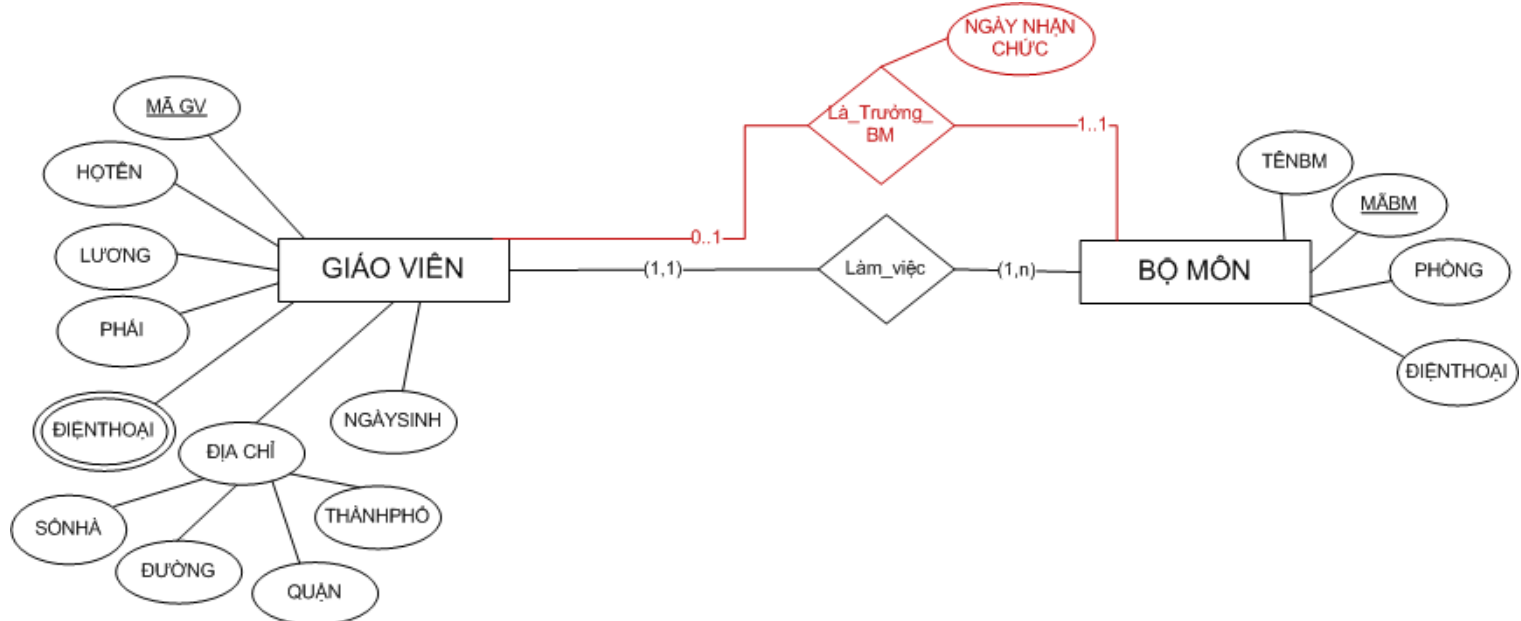 NGÀY NHẬN
CHỨC
MÃ GV
Là_Trưởng_
BM
1..1
TÊNBM
HỌTÊN
MÃBM
0..1
LƯƠNG
GIÁO VIÊN
(1,1)
Làm_việc
(1,n)
BỘ MÔN
PHÒNG
PHÁI
ĐIỆNTHOẠI
NGÀYSINH
ĐIỆNTHOẠI
ĐỊA CHỈ
THÀNHPHỐ
SỐNHÀ
ĐƯỜNG
QUẬN